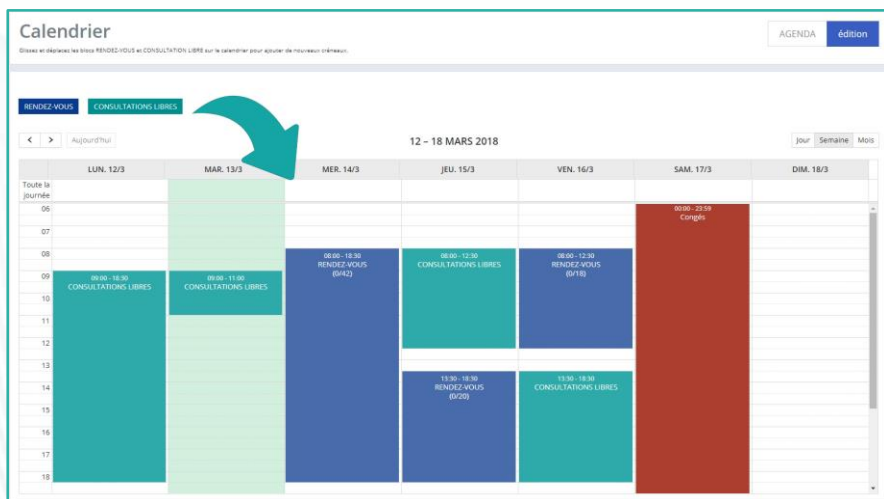 Calendrier
Glissez et déplacez les blocs RENDEZ-VOUS et CONSULTATION LIBRE sur le calendrier pour ajouter de nouveaux créneaux.
AGENDA édition
RENDEZ-VOUS CONSULTATIONS LIBRES
< > Aujourd'hui 12 – 18 MARS 2018 Jour Semaine Mois
LUN. 12/3 MAR. 13/3 MER. 14/3 JEU. 15/3 VEN. 16/3 SAM. 17/3 DIM. 18/3
Toute la
journée
06
00:00 - 23:59
Congés
07
08
08:00 - 18:30
RENDEZ-VOUS
(0/42)
08:00 - 12:30
CONSULTATIONS LIBRES
08:00 - 12:30
RENDEZ-VOUS
(0/18)
09
09:00 - 18:30
CONSULTATIONS LIBRES
09:00 - 11:00
CONSULTATIONS LIBRES
10
11
12
13
13:30 - 18:30
RENDEZ-VOUS
(0/20)
13:30 - 18:30
CONSULTATIONS LIBRES
14
15
16
17
18